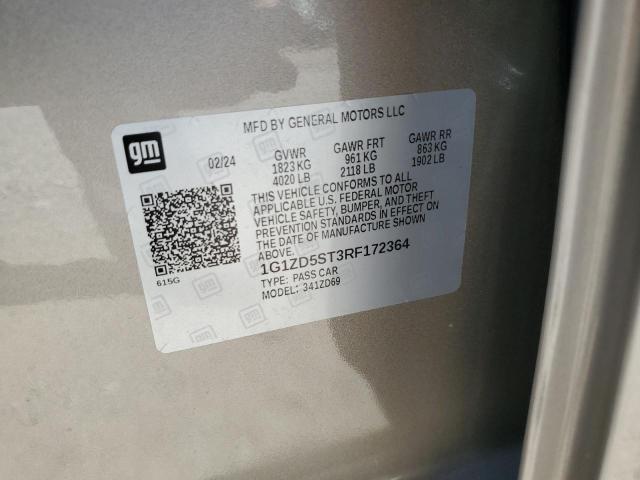 MFD BY GENERAL MOTORS LLC
gm
02/24
GVWR
1823 KG
4020 LB
GAWR FRT
961 KG
2118 LB
GAWR RR
863 KG
1902 LB
THIS VEHICLE CONFORMS TO ALL
APPLICABLE U.S. FEDERAL MOTOR
VEHICLE SAFETY, BUMPER, AND THEFT
PREVENTION STANDARDS IN EFFECT ON
THE DATE OF MANUFACTURE SHOWN ABOVE.
1G1ZD5ST3RF172364
TYPE: PASS CAR
MODEL: 341ZD69
615G